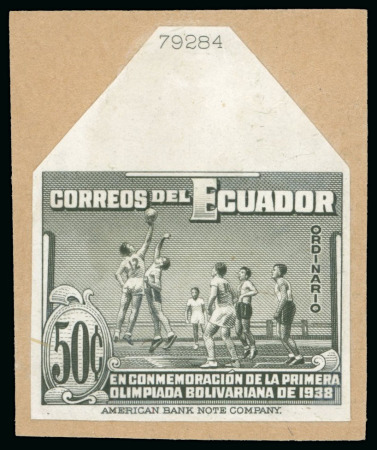 79284
CORREOS DEL ECUADOR
ORDINARIO
50¢
EN CONMEMORACIÓN DE LA PRIMERA
OLIMPIADA BOLIVARIANA DE 1938
AMERICAN BANK NOTE COMPANY.